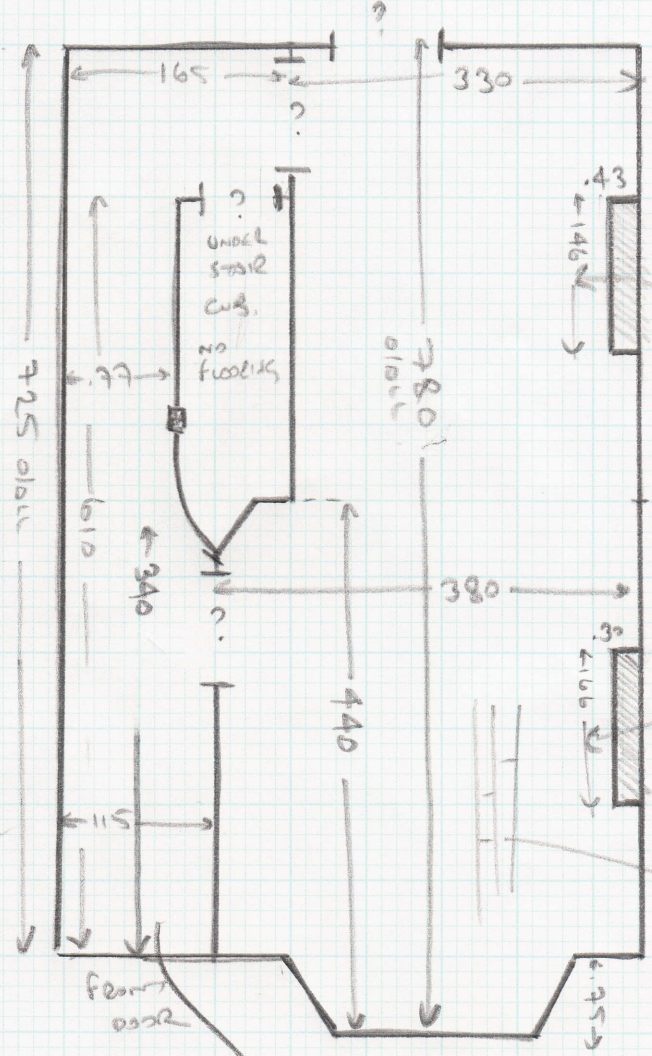 ?
165
330
?
.43
?
146
UNDER
STAIR
CUB.
NO
FLOORING
.77
725 O/ALL
780
O/ALL
610
340
380
?
.30
166
440
115
FRONT
DOOR
.75